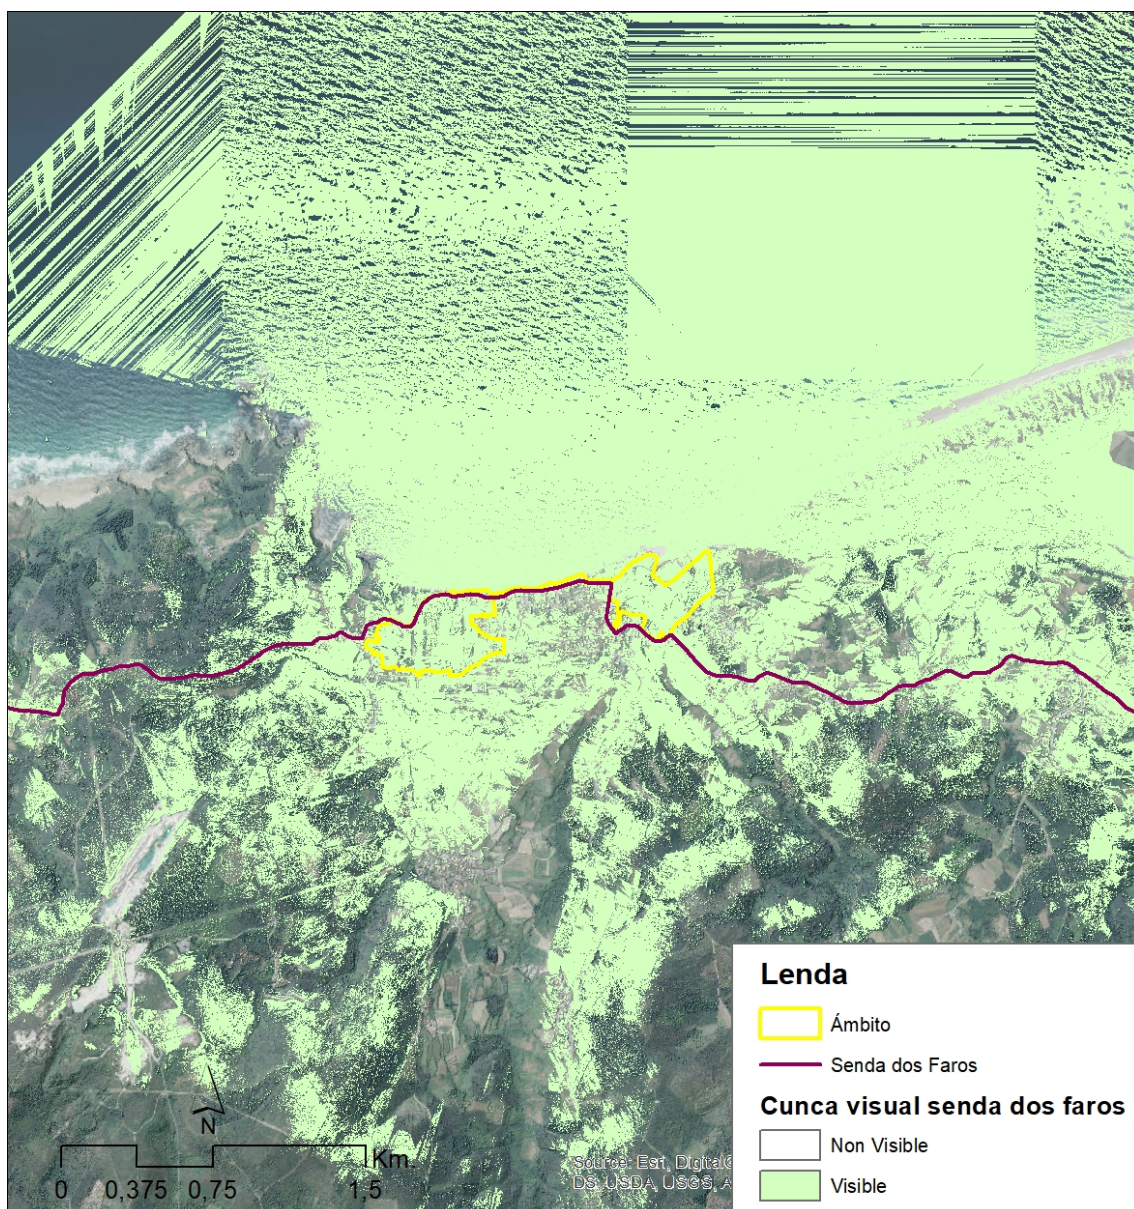 Lenda
Ámbito
Senda dos Faros
Cunca visual senda dos faros
Non Visible
Visible
N
Km.
0 0,375 0,75 1,5
Source: Esri,
DS, USDA, USGS,